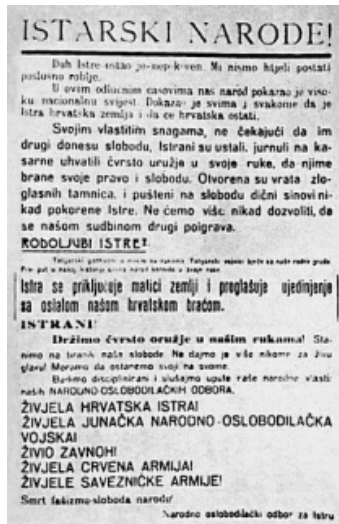 ISTARSKI NARODE!
Duh Istre ostao je nepokoren. Mi nismo htjeli postati
poslušno roblje.
U ovim odlučnim časovima naš narod pokazao je viso-
ku nacionalnu svijest. Dokazao je svima i svakome da je
Istra hrvatska zemlja i da će hrvatska ostati.
Svojim vlastitim snagama, ne čekajući da im
drugi donesu slobodu, Istrani su ustali, jurnuli na ka-
sarne uhvatili čvrsto oružje u svoje ruke, da njime
brane svoje pravo i slobodu. Otvorena su vrata zlo-
glasnih tamnica, i pušteni na slobodu dični sinovi ni-
kad pokorene Istre. Ne ćemo više nikad dozvoliti, da
se našom sudbinom drugi poigrava.
RODOLJUBI ISTRE!
Istra se priključuje matici zemlji i proglašuje ujedinjenje
sa ostalom našom hrvatskom braćom.
ISTRANI!
Držimo čvrsto oružje u našim rukama! Sta-
nimo na branik naše slobode. Ne dajmo je više nikome za živu
glavu! Moramo da ostanemo svoji na svome.
Budimo disciplinirani i slušajmo upute naše narodne vlasti
naših NARODNO-OSLOBODILAČKIH ODBORA.
ŽIVJELA HRVATSKA ISTRA!
ŽIVJELA JUNAČKA NARODNO-OSLOBODILAČKA
VOJSKA!
ŽIVIO ZAVNOH!
ŽIVJELA CRVENA ARMIJA!
ŽIVJELE SAVEZNIČKE ARMIJE!
Smrt fašizmu-sloboda narodu!
Narodno oslobodilački odbor za Istru